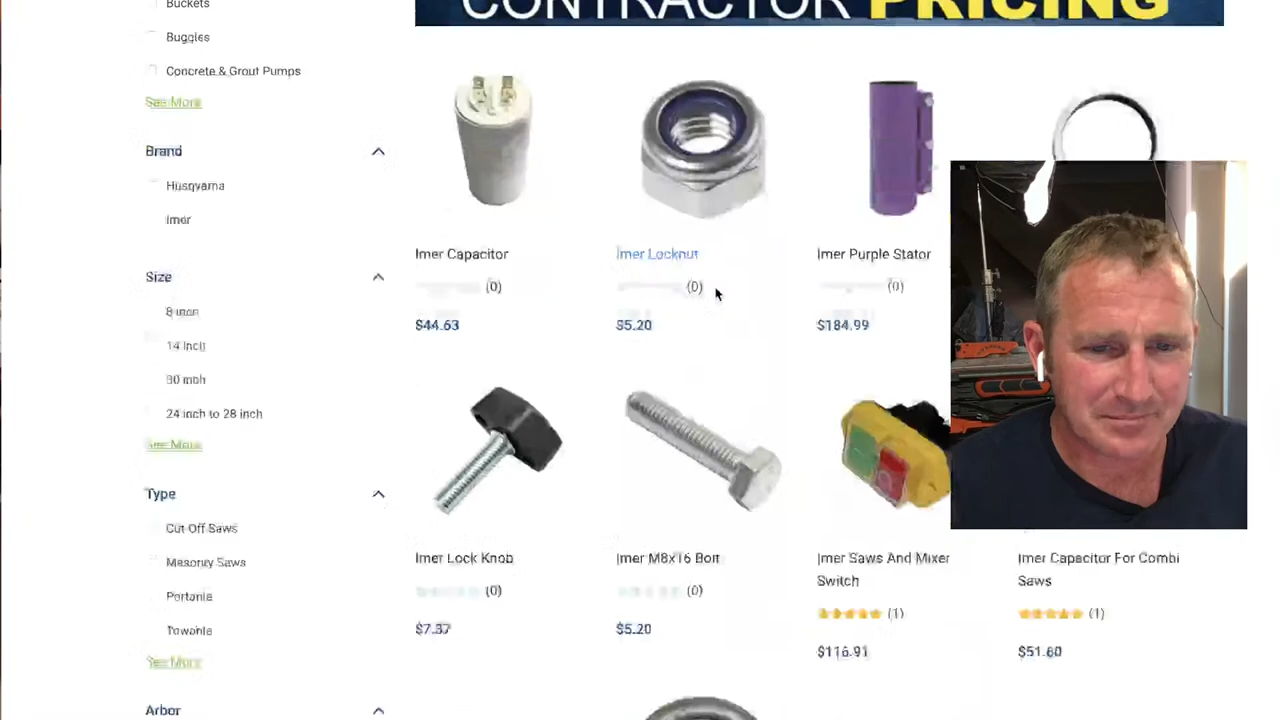 Buckets
Buggies
Concrete & Grout Pumps
See More
Brand
Husqvarna
Imer
Size
8 inch
14 inch
30 inch
24 inch to 28 inch
See More
Type
Cut Off Saws
Masonry Saws
Portable
Towable
See More
Arbor
CONTRACTOR PRICING
Imer Capacitor
(0)
$44.63
Imer Locknut
(0)
$5.20
Imer Purple Stator
(0)
$184.99
Imer Lock Knob
(0)
$7.37
Imer M8x16 Bolt
(0)
$5.20
Imer Saws And Mixer
Switch
(1)
$116.91
Imer Capacitor For Combi
Saws
(1)
$51.60